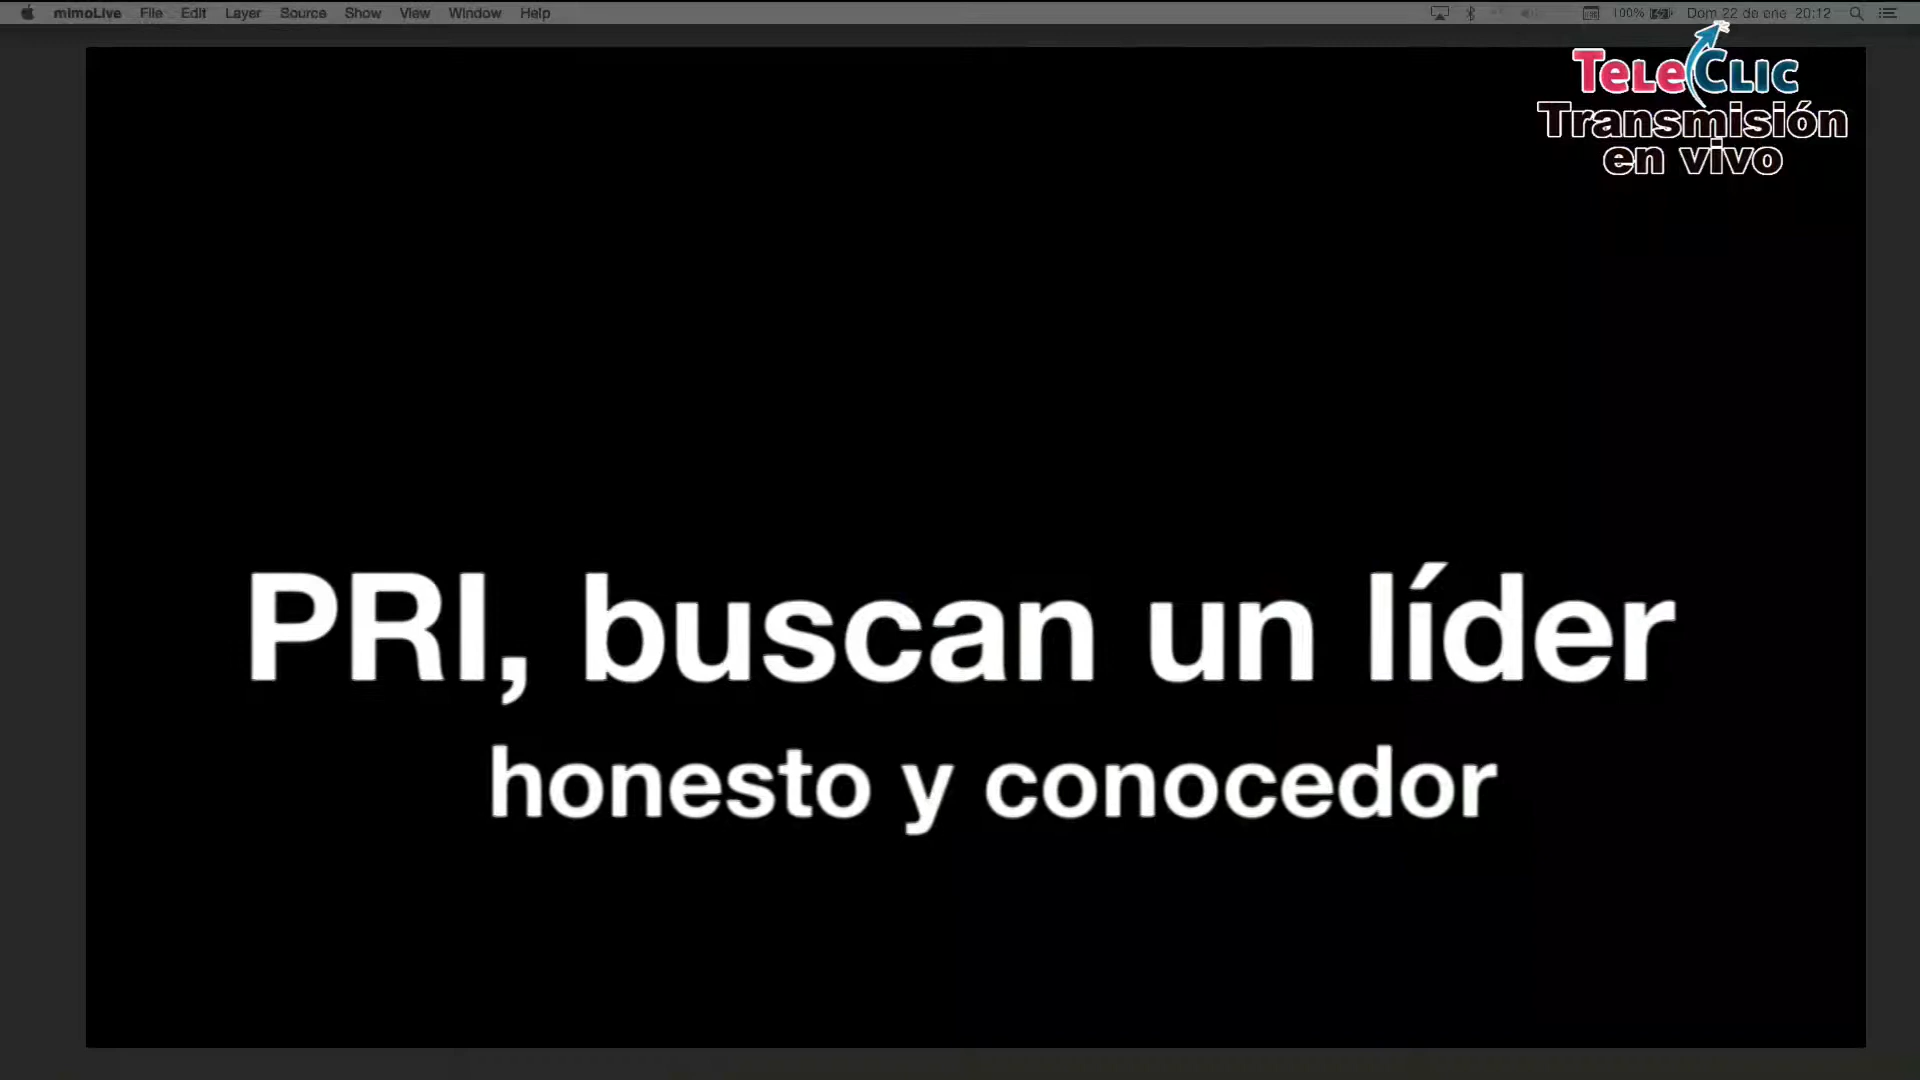 mimoLive File Edit Layer Source Show View Window Help 100% Dom 22 de ene 20:12
TELECLIC
Transmisión
en vivo
PRI, buscan un líder
honesto y conocedor